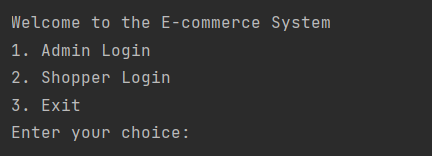 Welcome to the E-commerce System
1. Admin Login
2. Shopper Login
3. Exit
Enter your choice: